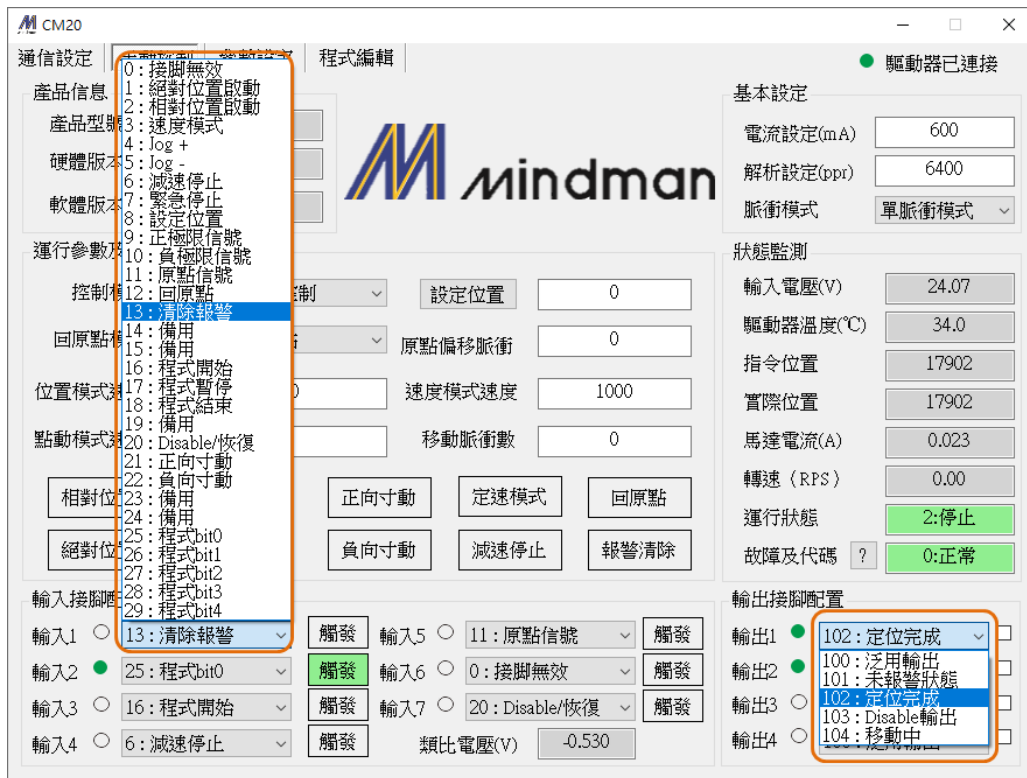 CM20
通信設定
程式編輯
驅動器已連接
產品信息
產品型號
硬體版本
軟體版本
0 : 接脚無效
1 : 絕對位置啟動
2 : 相對位置啟動
3 : 速度模式
4 : Jog +
5 : Jog -
6 : 減速停止
7 : 緊急停止
8 : 設定位置
9 : 正極限信號
10 : 負極限信號
11 : 原點信號
12 : 回原點
13 : 清除報警
14 : 備用
15 : 備用
16 : 程式開始
17 : 程式暫停
18 : 程式結束
19 : 備用
20 : Disable/恢復
21 : 正向寸動
22 : 負向寸動
23 : 備用
24 : 備用
25 : 程式bit0
26 : 程式bit1
27 : 程式bit2
28 : 程式bit3
29 : 程式bit4
mindman
基本設定
電流設定(mA) 600
解析設定(ppr) 6400
脈衝模式 單脈衝模式
運行參數及
控制模
制
設定位置 0
回原點模
原點偏移脈衝 0
位置模式速
速度模式速度 1000
點動模式速
移動脈衝數 0
相對位
正向寸動 定速模式 回原點
絕對位
負向寸動 減速停止 報警清除
狀態監測
輸入電壓(V) 24.07
驅動器溫度(℃) 34.0
指令位置 17902
實際位置 17902
馬達電流(A) 0.023
轉速（RPS） 0.00
運行狀態 2:停止
故障及代碼 ? 0:正常
輸入接腳配
輸入1 13 : 清除報警 觸發 輸入5 11 : 原點信號 觸發
輸入2 25 : 程式bit0 觸發 輸入6 0 : 接脚無效 觸發
輸入3 16 : 程式開始 觸發 輸入7 20 : Disable/恢復 觸發
輸入4 6 : 減速停止 觸發 類比電壓(V) -0.530
輸出接腳配置
輸出1 102 : 定位完成
輸出2
輸出3
輸出4
100 : 泛用輸出
101 : 未報警狀態
102 : 定位完成
103 : Disable輸出
104 : 移動中